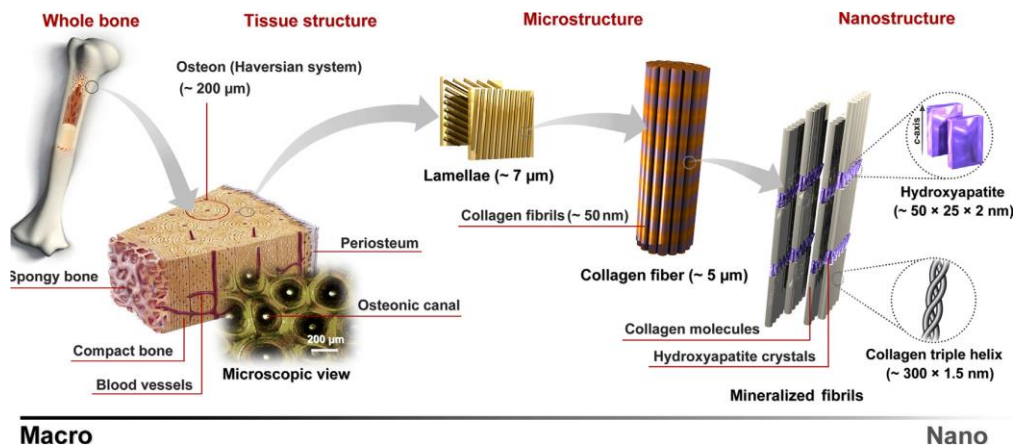 Whole bone
Tissue structure
Microstructure
Nanostructure
Osteon (Haversian system)
(~ 200 μm)
Lamellae (~ 7 μm)
Collagen fibrils (~ 50 nm)
Collagen fiber (~ 5 μm)
c-axis
Hydroxyapatite
(~ 50 × 25 × 2 nm)
Periosteum
Spongy bone
Osteonic canal
200 μm
Compact bone
Blood vessels
Microscopic view
Collagen molecules
Hydroxyapatite crystals
Mineralized fibrils
Collagen triple helix
(~ 300 × 1.5 nm)
Macro
Nano